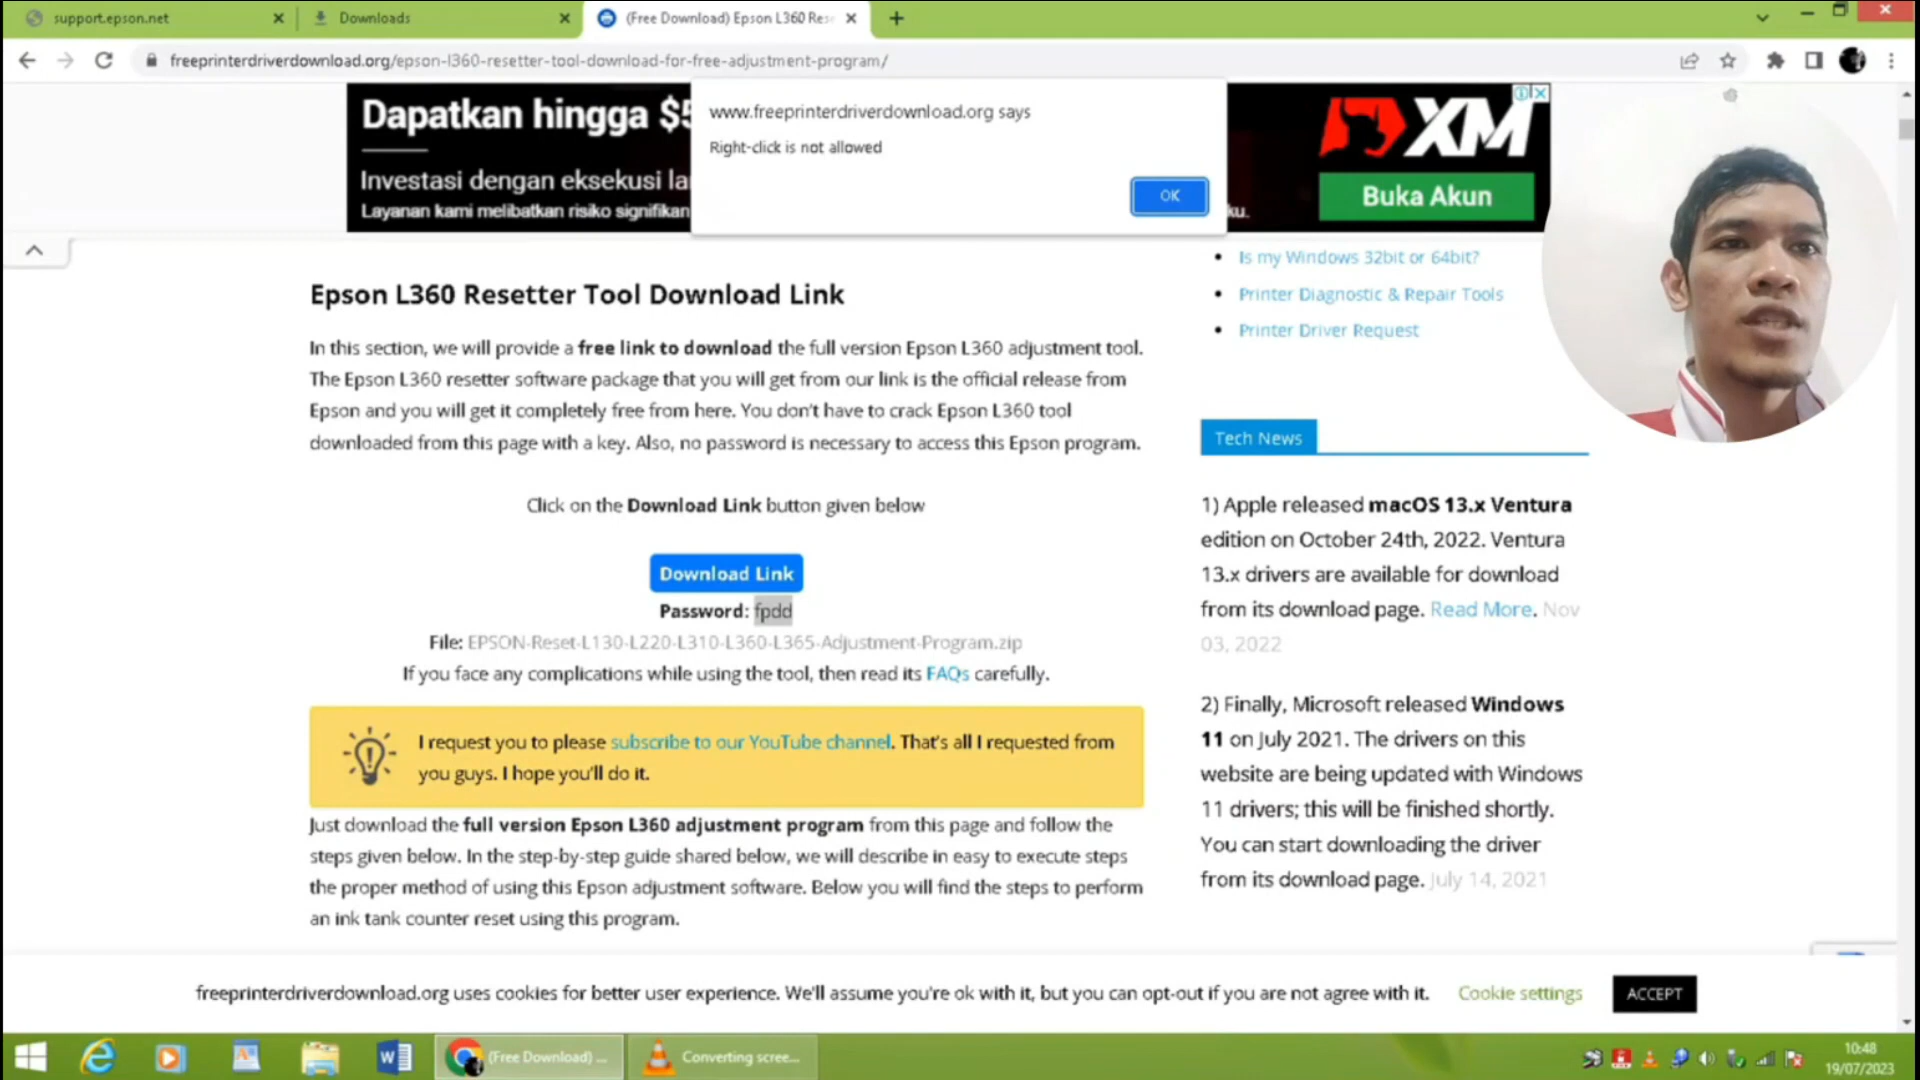 support.epson.net
Downloads
(Free Download) Epson L360 Rese
freeprinterdriverdownload.org/epson-l360-resetter-tool-download-for-free-adjustment-program/
Dapatkan hingga $5
Investasi dengan eksekusi la
Layanan kami melibatkan risiko signifikan
www.freeprinterdriverdownload.org says
Right-click is not allowed
OK
ku.
XM
Buka Akun
Epson L360 Resetter Tool Download Link
In this section, we will provide a free link to download the full version Epson L360 adjustment tool.
The Epson L360 resetter software package that you will get from our link is the official release from
Epson and you will get it completely free from here. You don't have to crack Epson L360 tool
downloaded from this page with a key. Also, no password is necessary to access this Epson program.
Click on the Download Link button given below
Download Link
Password: fpdd
File: EPSON-Reset-L130-L220-L310-L360-L365-Adjustment-Program.zip
If you face any complications while using the tool, then read its FAQs carefully.
I request you to please subscribe to our YouTube channel. That's all I requested from
you guys. I hope you'll do it.
Just download the full version Epson L360 adjustment program from this page and follow the
steps given below. In the step-by-step guide shared below, we will describe in easy to execute steps
the proper method of using this Epson adjustment software. Below you will find the steps to perform
an ink tank counter reset using this program.
Is my Windows 32bit or 64bit?
Printer Diagnostic & Repair Tools
Printer Driver Request
Tech News
1) Apple released macOS 13.x Ventura
edition on October 24th, 2022. Ventura
13.x drivers are available for download
from its download page. Read More. Nov
03, 2022
2) Finally, Microsoft released Windows
11 on July 2021. The drivers on this
website are being updated with Windows
11 drivers; this will be finished shortly.
You can start downloading the driver
from its download page. July 14, 2021
freeprinterdriverdownload.org uses cookies for better user experience. We'll assume you're ok with it, but you can opt-out if you are not agree with it.
Cookie settings
ACCEPT
(Free Download) ...
Converting scree...
10:48
19/07/2023